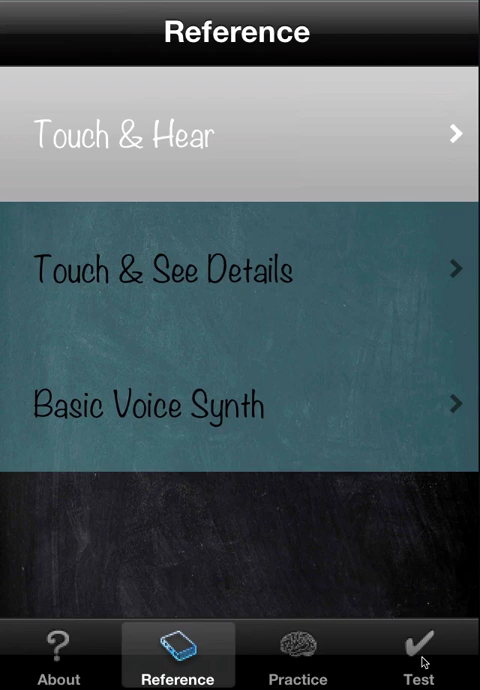 Reference
Touch & Hear
Touch & See Details
Basic Voice Synth
About
Reference
Practice
Test